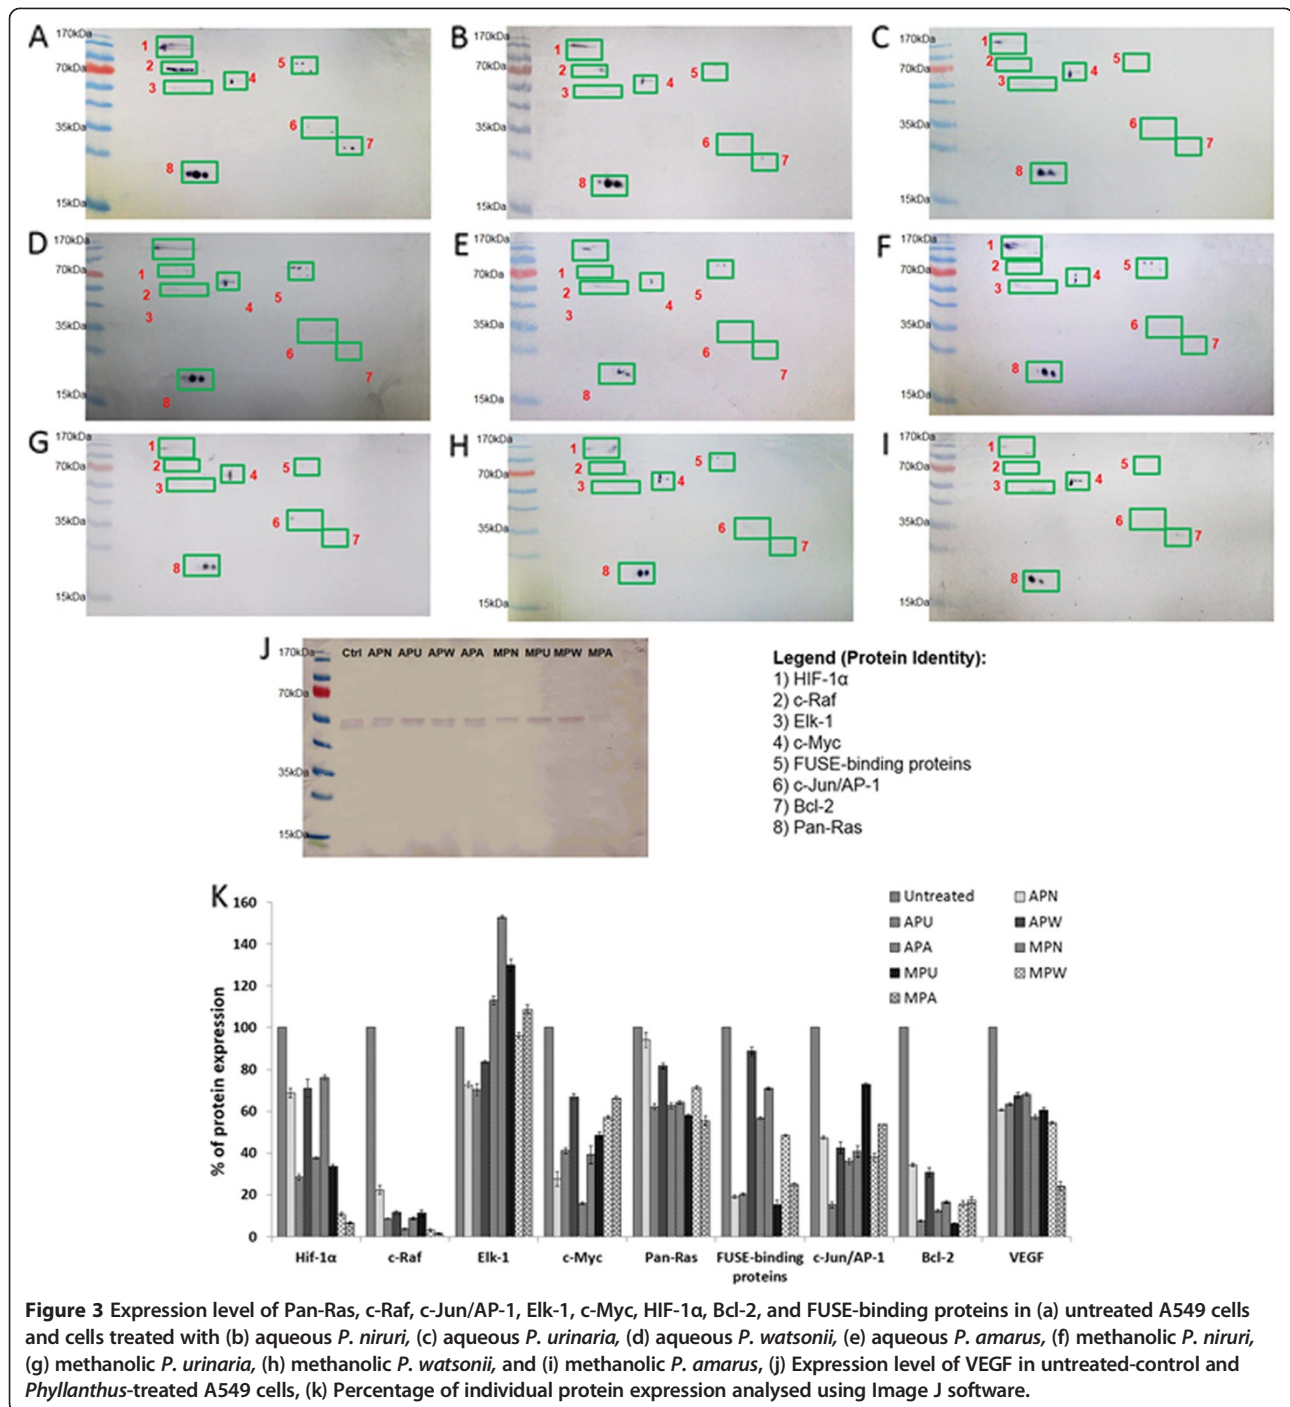 A
170kDa
70kDa
35kDa
15kDa
1
2
3
4
5
6
7
8
B
170kDa
70kDa
35kDa
15kDa
1
2
3
4
5
6
7
8
C
170kDa
70kDa
35kDa
15kDa
1
2
3
4
5
6
7
8
D
170kDa
70kDa
35kDa
15kDa
1
2
3
4
5
6
7
8
E
170kDa
70kDa
35kDa
15kDa
1
2
3
4
5
6
7
8
F
170kDa
70kDa
35kDa
15kDa
1
2
3
4
5
6
7
8
G
170kDa
70kDa
35kDa
15kDa
1
2
3
4
5
6
7
8
H
170kDa
70kDa
35kDa
15kDa
1
2
3
4
5
6
7
8
I
170kDa
70kDa
35kDa
15kDa
1
2
3
4
5
6
7
8
J
170kDa
70kDa
35kDa
15kDa
Ctrl APN APU APW APA MPN MPU MPW MPA
Legend (Protein Identity):
1) HIF-1α
2) c-Raf
3) Elk-1
4) c-Myc
5) FUSE-binding proteins
6) c-Jun/AP-1
7) Bcl-2
8) Pan-Ras
K
% of protein expression
160
140
120
100
80
60
40
20
0
Untreated APN
APU APW
APA MPN
MPU MPW
MPA
Hif-1α c-Raf Elk-1 c-Myc Pan-Ras FUSE-binding proteins c-Jun/AP-1 Bcl-2 VEGF
Figure 3 Expression level of Pan-Ras, c-Raf, c-Jun/AP-1, Elk-1, c-Myc, HIF-1α, Bcl-2, and FUSE-binding proteins in (a) untreated A549 cells
and cells treated with (b) aqueous P. niruri, (c) aqueous P. urinaria, (d) aqueous P. watsonii, (e) aqueous P. amarus, (f) methanolic P. niruri,
(g) methanolic P. urinaria, (h) methanolic P. watsonii, and (i) methanolic P. amarus, (j) Expression level of VEGF in untreated-control and
Phyllanthus-treated A549 cells, (k) Percentage of individual protein expression analysed using Image J software.